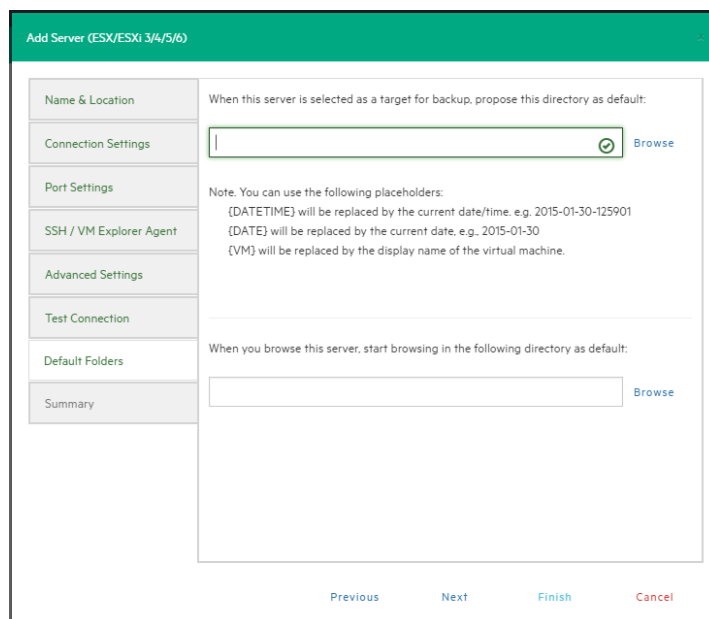 Add Server (ESX/ESXi 3/4/5/6)
Name & Location
Connection Settings
Port Settings
SSH / VM Explorer Agent
Advanced Settings
Test Connection
Default Folders
Summary
When this server is selected as a target for backup, propose this directory as default:
Browse
Note. You can use the following placeholders:
{DATETIME} will be replaced by the current date/time. e.g. 2015-01-30-125901
{DATE} will be replaced by the current date, e.g., 2015-01-30
{VM} will be replaced by the display name of the virtual machine.
When you browse this server, start browsing in the following directory as default:
Browse
Previous Next Finish Cancel